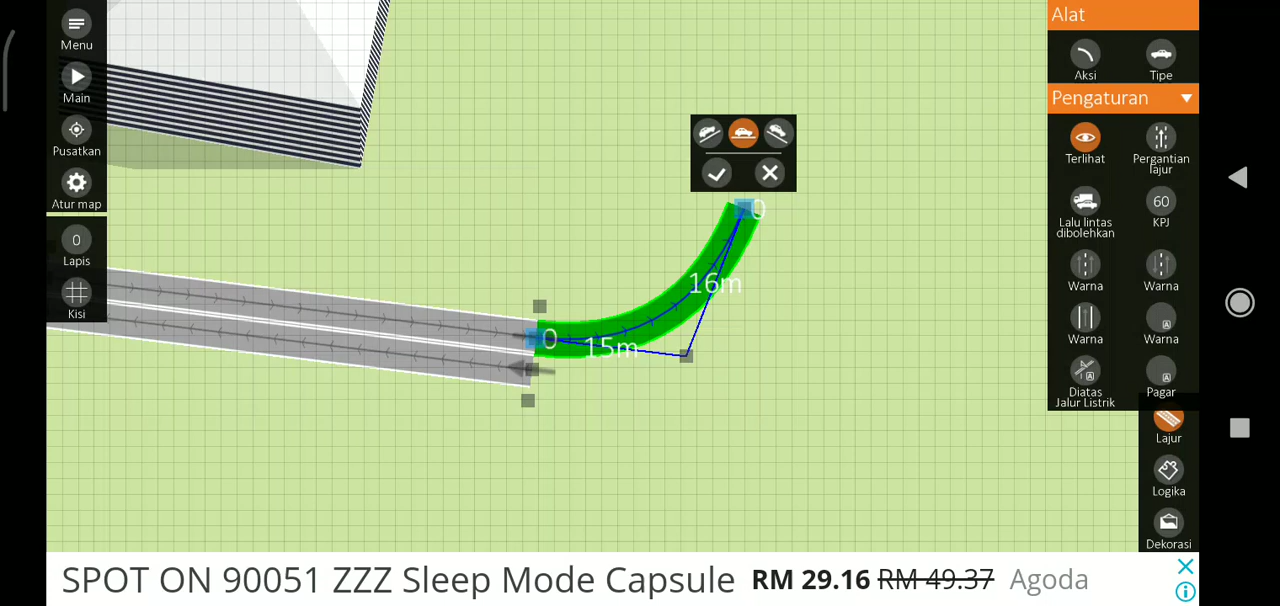 Menu
Main
Pusatkan
Atur map
0
Lapis
Kisi
0
16m
0
15m
Alat
Aksi
Tipe
Pengaturan
Terlihat
Pergantian
lajur
Lalu lintas
dibolehkan
60
KPJ
Warna
Warna
Warna
A
Warna
A
Diatas
Jalur Listrik
A
Pagar
Lajur
Logika
Dekorasi
SPOT ON 90051 ZZZ Sleep Mode Capsule RM 29.16 RM 49.37 Agoda